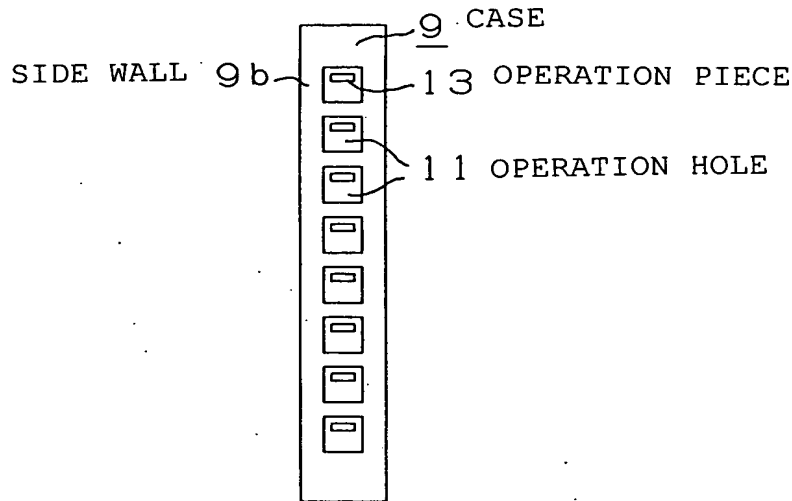 9 CASE
SIDE WALL 9b
13 OPERATION PIECE
11 OPERATION HOLE